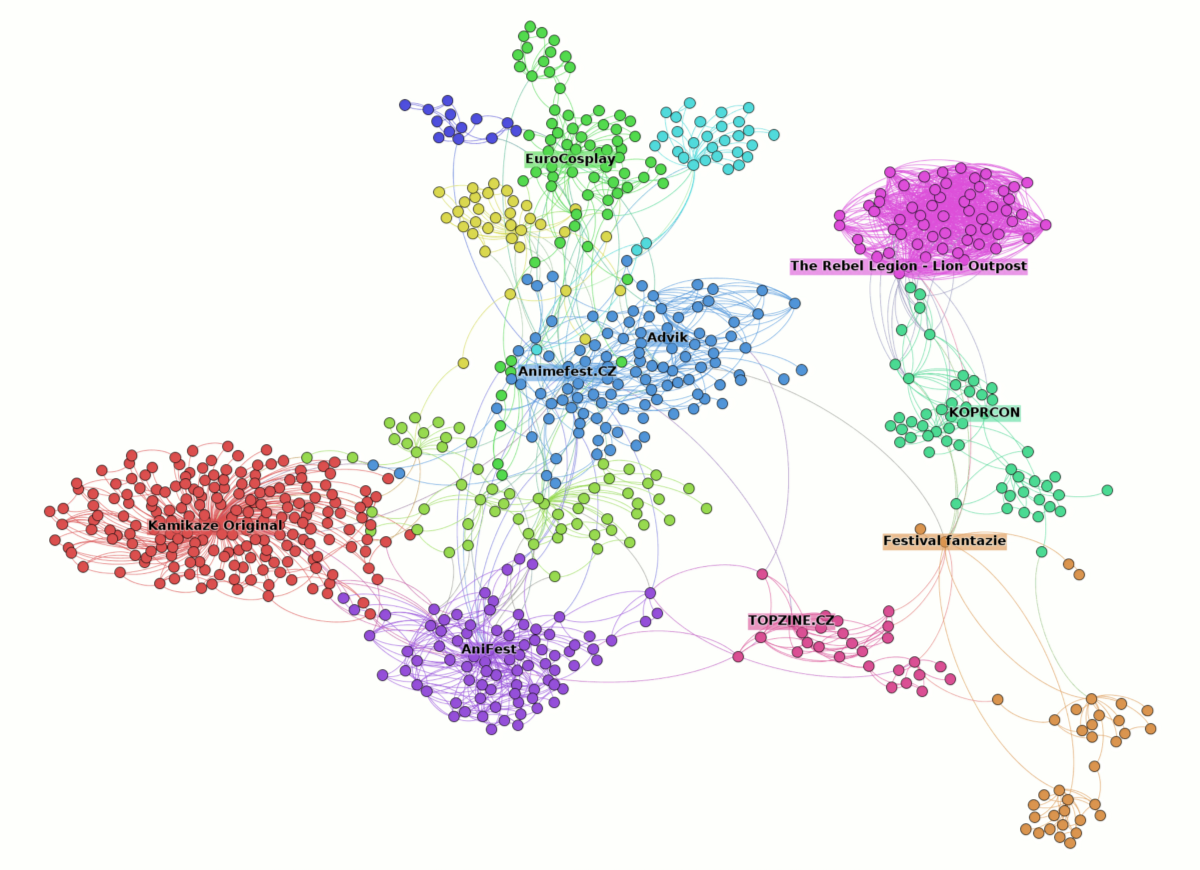 EuroCosplay
The Rebel Legion - Lion Outpost
Advik
Animefest.CZ
KOPRCON
Kamikaze Original
Festival fantazie
TOPZINE.CZ
AniFest